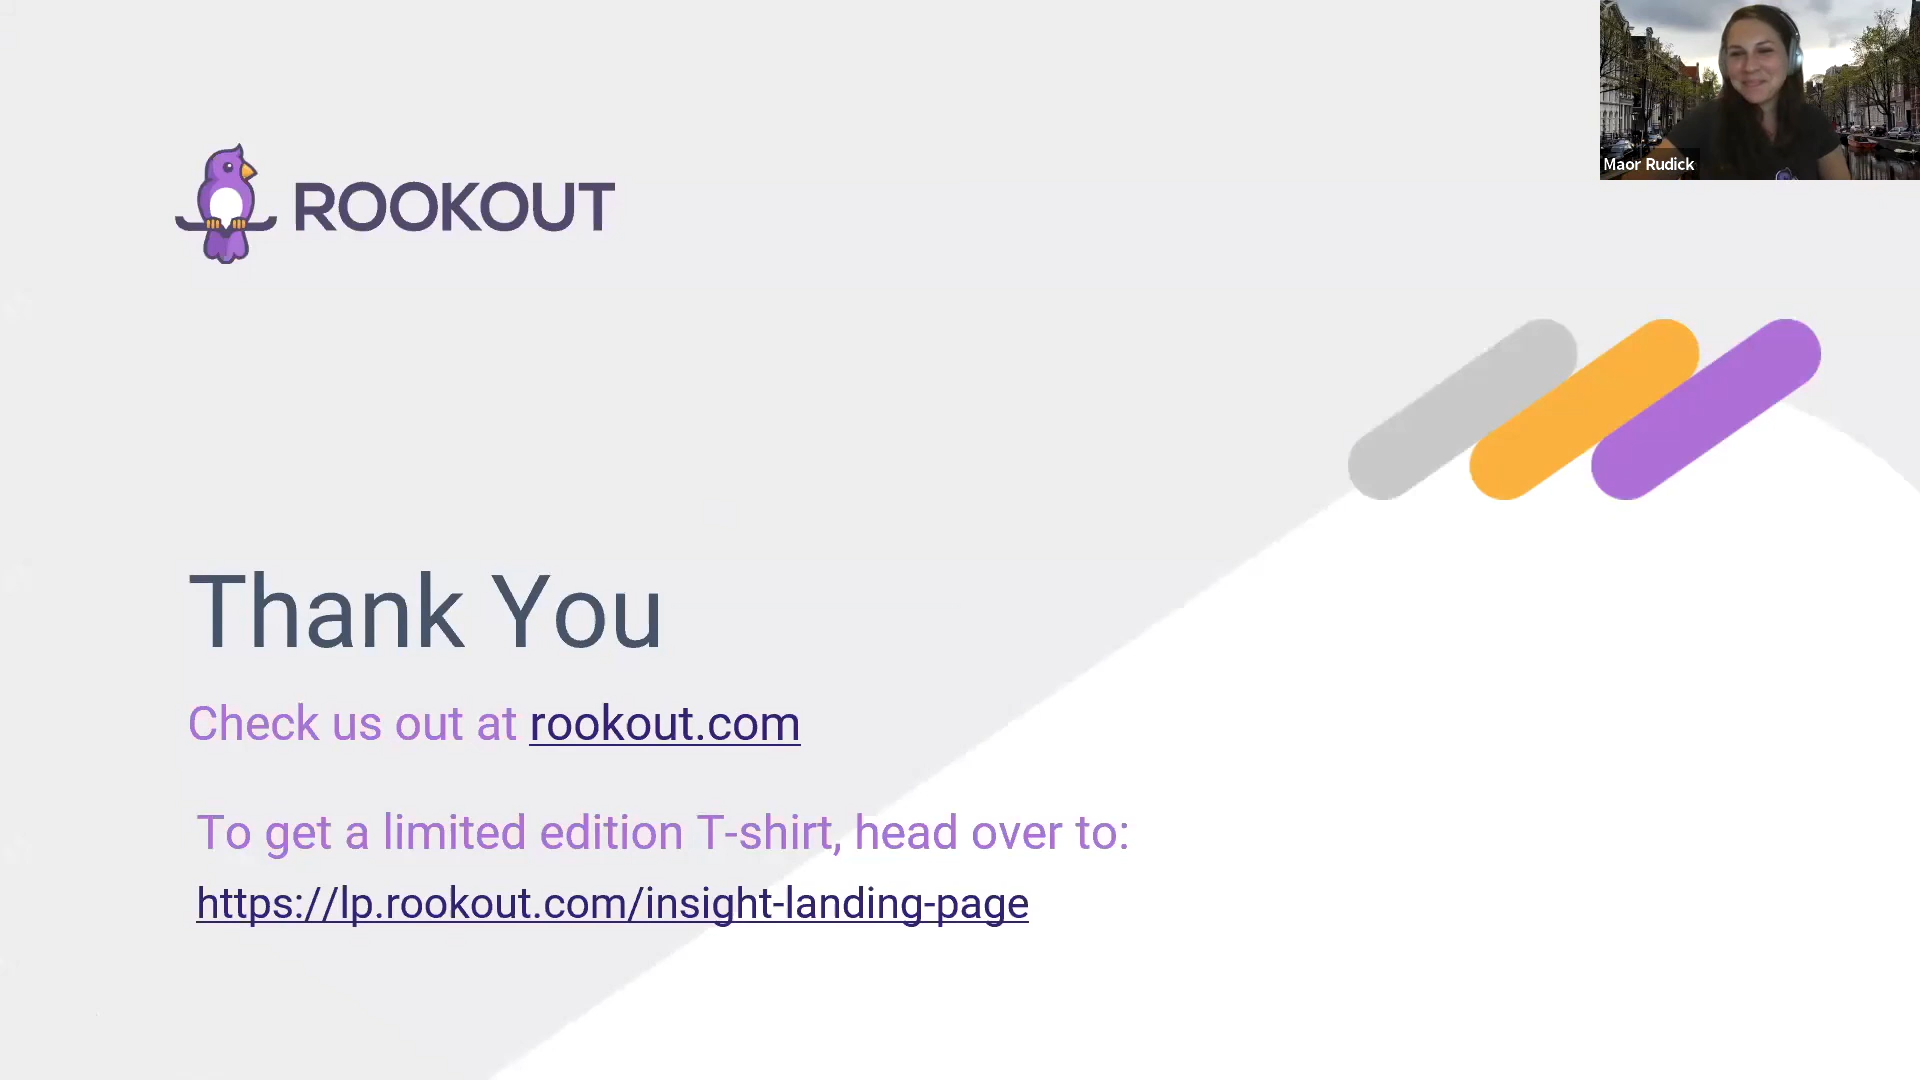 Maor Rudick
ROOKOUT
Thank You
Check us out at rookout.com
To get a limited edition T-shirt, head over to:
https://lp.rookout.com/insight-landing-page